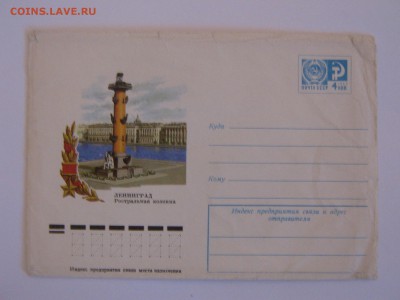 COINS.LAVE.RU
ПОЧТА СССР
4 КОП
Куда
Кому
ЛЕНИНГРАД
Ростральная колонна
Индекс предприятия связи и адрес
отправителя
Индекс предприятия связи места назначения